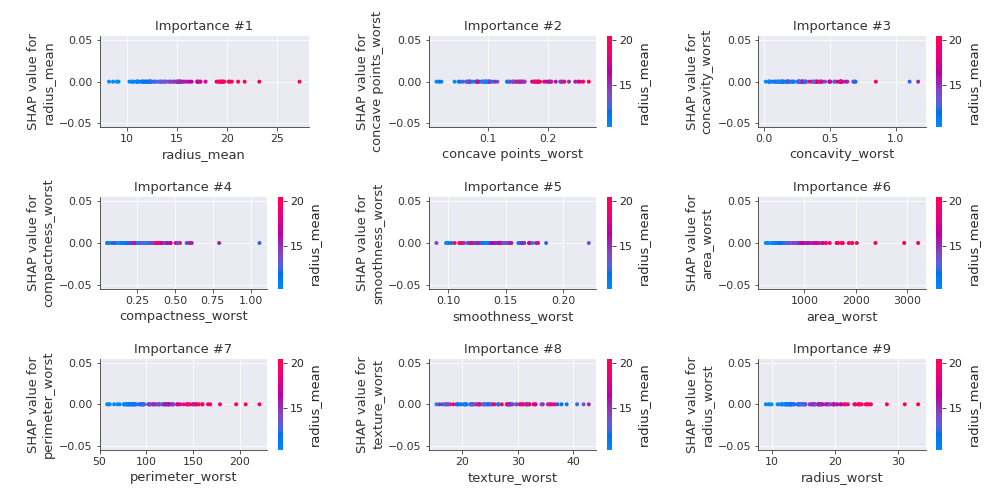 Importance #1
SHAP value for
radius_mean
0.05
0.00
−0.05
10
15
20
25
radius_mean
Importance #2
SHAP value for
concave points_worst
0.05
0.00
−0.05
0.1
0.2
concave points_worst
20
15
radius_mean
Importance #3
SHAP value for
concavity_worst
0.05
0.00
−0.05
0.0
0.5
1.0
concavity_worst
20
15
radius_mean
Importance #4
SHAP value for
compactness_worst
0.05
0.00
−0.05
0.25
0.50
0.75
1.00
compactness_worst
20
15
radius_mean
Importance #5
SHAP value for
smoothness_worst
0.05
0.00
−0.05
0.10
0.15
0.20
smoothness_worst
20
15
radius_mean
Importance #6
SHAP value for
area_worst
0.05
0.00
−0.05
1000
2000
3000
area_worst
20
15
radius_mean
Importance #7
SHAP value for
perimeter_worst
0.05
0.00
−0.05
50
100
150
200
perimeter_worst
20
15
radius_mean
Importance #8
SHAP value for
texture_worst
0.05
0.00
−0.05
20
30
40
texture_worst
20
15
radius_mean
Importance #9
SHAP value for
radius_worst
0.05
0.00
−0.05
10
20
30
radius_worst
20
15
radius_mean